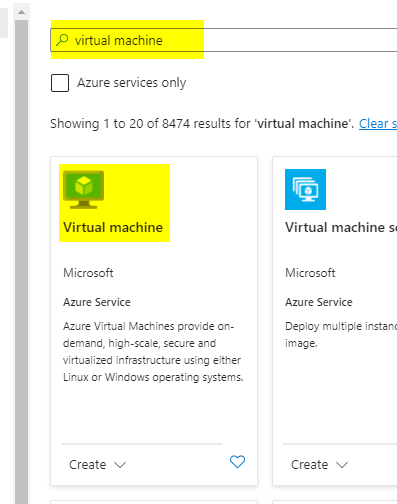 virtual machine
Azure services only
Showing 1 to 20 of 8474 results for 'virtual machine'. Clear s
Virtual machine
Microsoft
Azure Service
Azure Virtual Machines provide on-
demand, high-scale, secure and
virtualized infrastructure using either
Linux or Windows operating systems.
Create
Virtual machine sc
Microsoft
Azure Service
Deploy multiple instanc
image.
Create